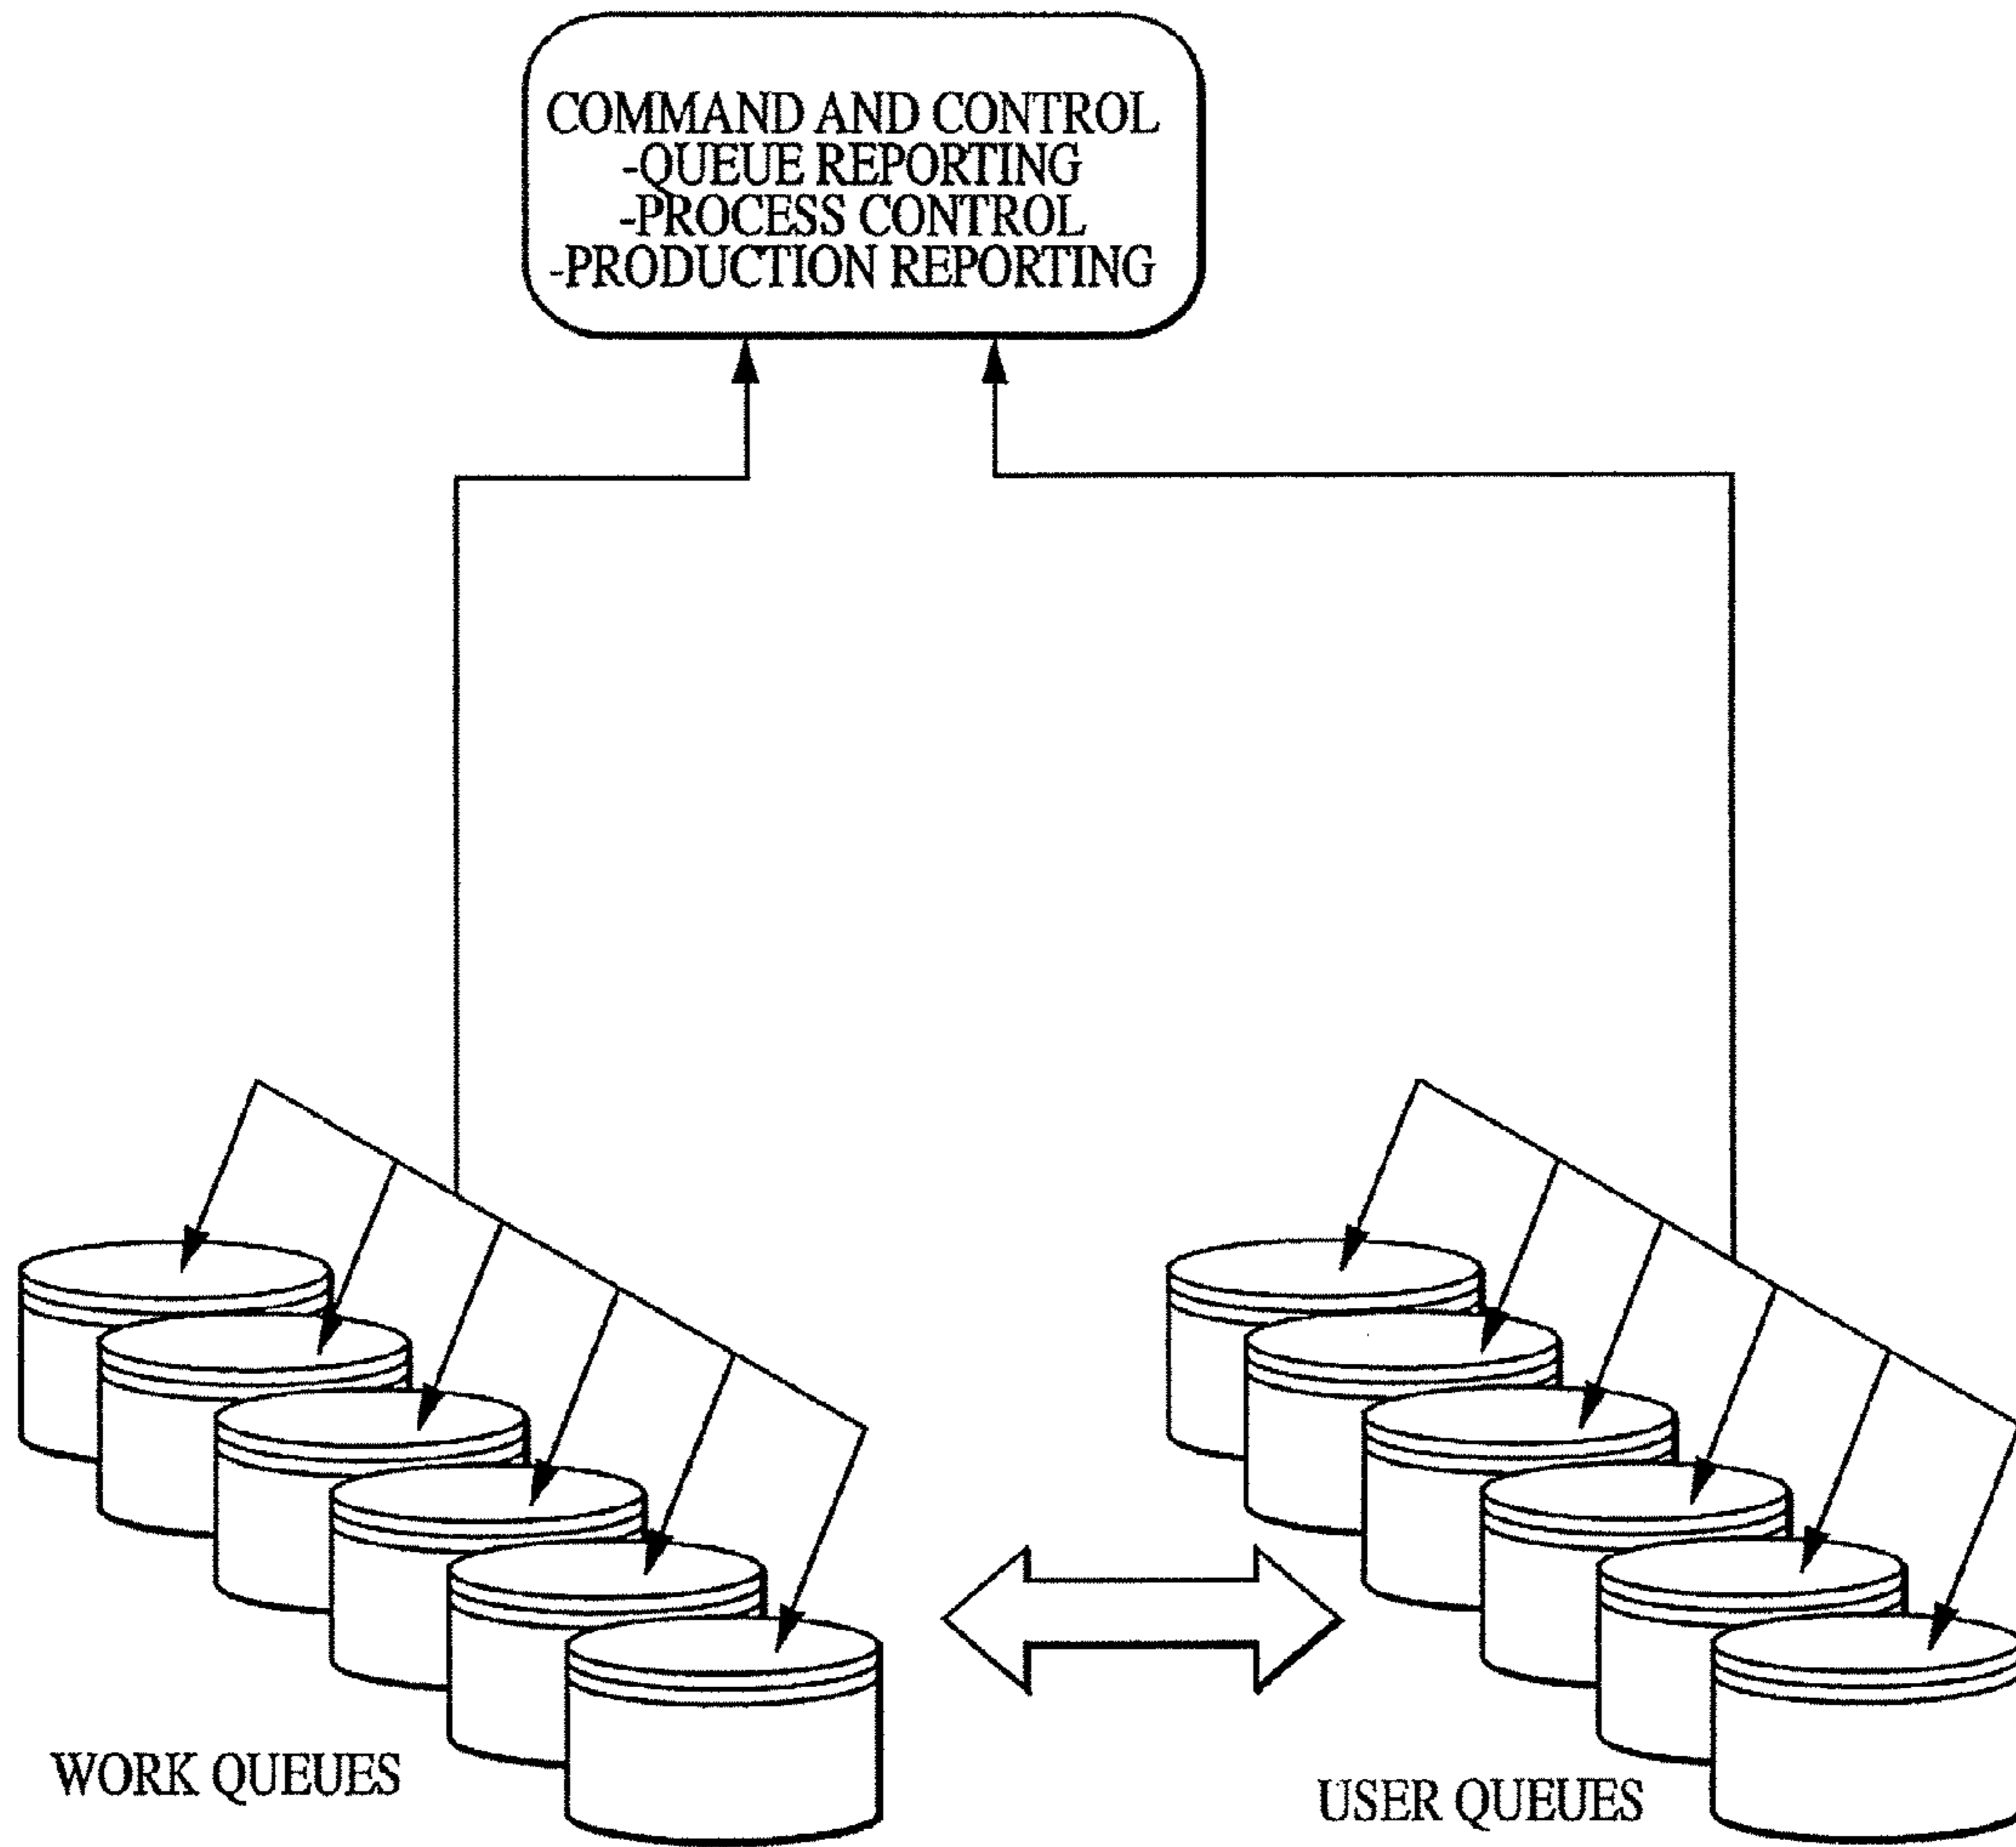 COMMAND AND CONTROL
-QUEUE REPORTING
-PROCESS CONTROL
-PRODUCTION REPORTING
WORK QUEUES
USER QUEUES